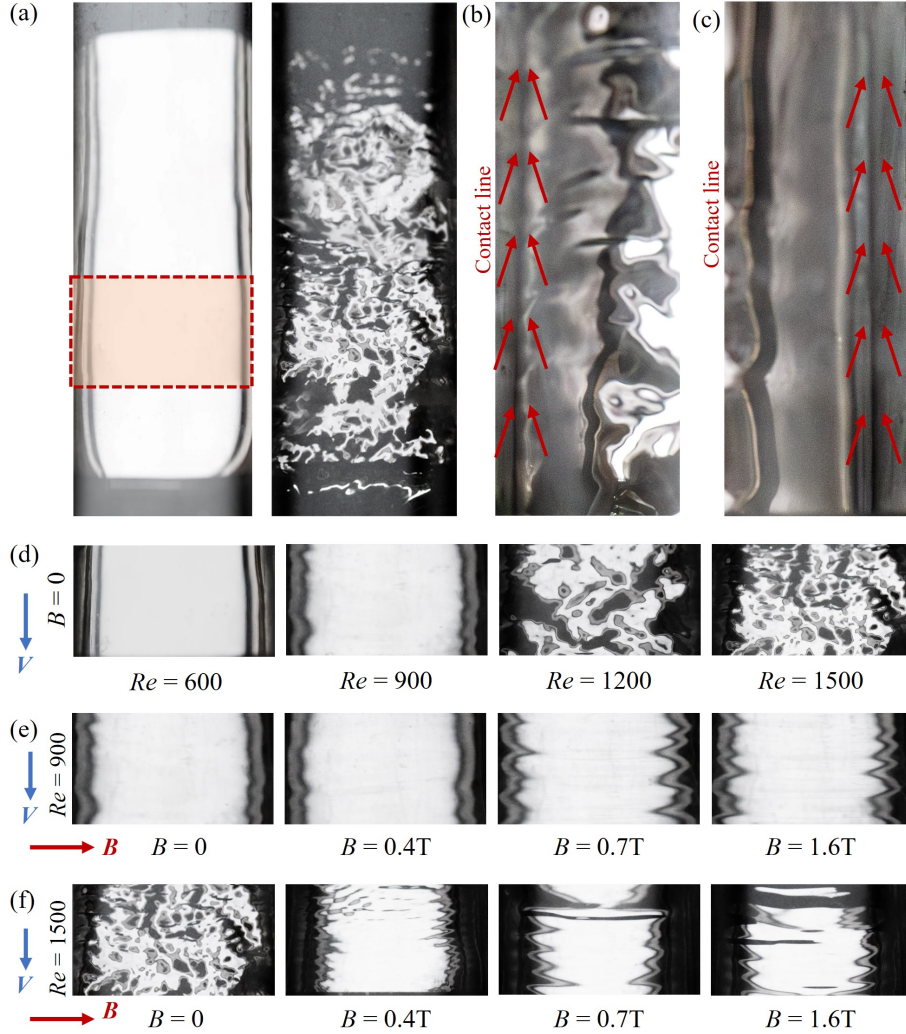 (a)
(b)
(c)
Contact line
Contact line
(d)
B = 0
V
Re = 600
Re = 900
Re = 1200
Re = 1500
(e)
Re = 900
V
B
B = 0
B = 0.4T
B = 0.7T
B = 1.6T
(f)
Re = 1500
V
B
B = 0
B = 0.4T
B = 0.7T
B = 1.6T